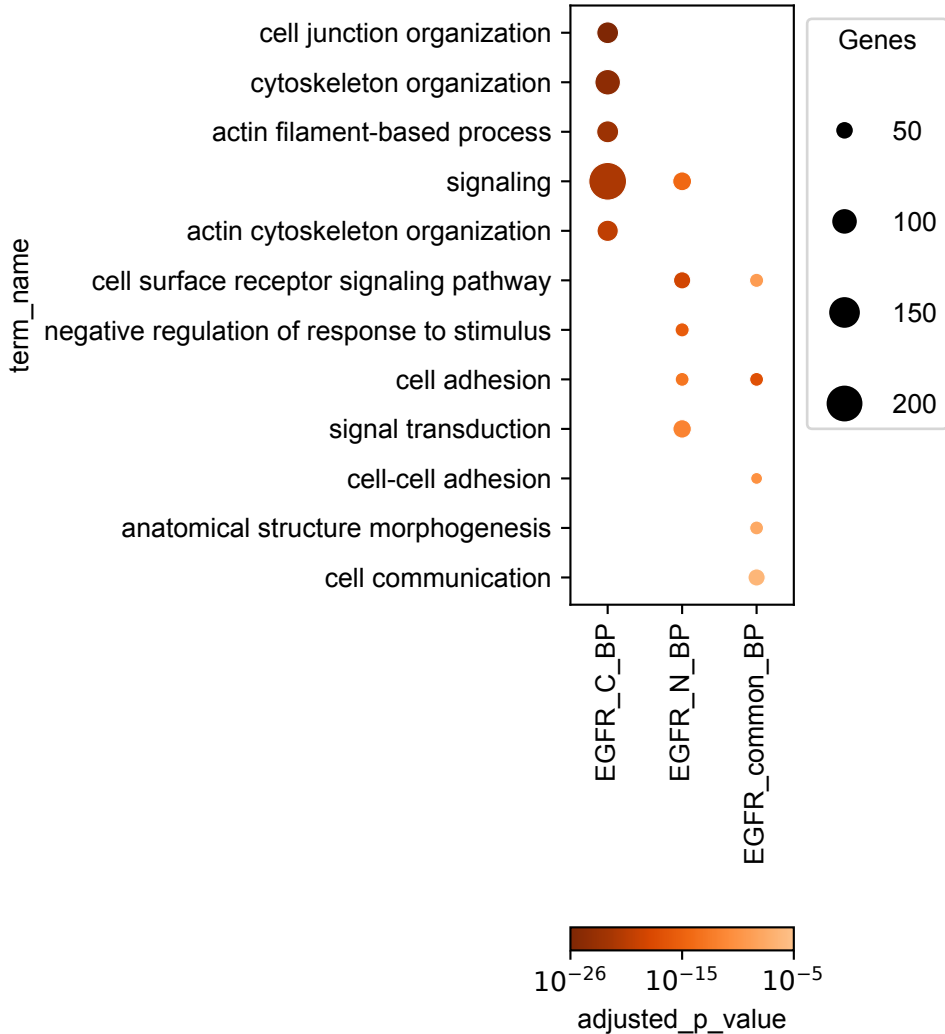 cell junction organization
cytoskeleton organization
actin filament-based process
signaling
actin cytoskeleton organization
cell surface receptor signaling pathway
negative regulation of response to stimulus
cell adhesion
signal transduction
cell-cell adhesion
anatomical structure morphogenesis
cell communication
term_name
EGFR_C_BP
EGFR_N_BP
EGFR_common_BP
Genes
50
100
150
200
10^{-26} 10^{-15} 10^{-5}
adjusted_p_value